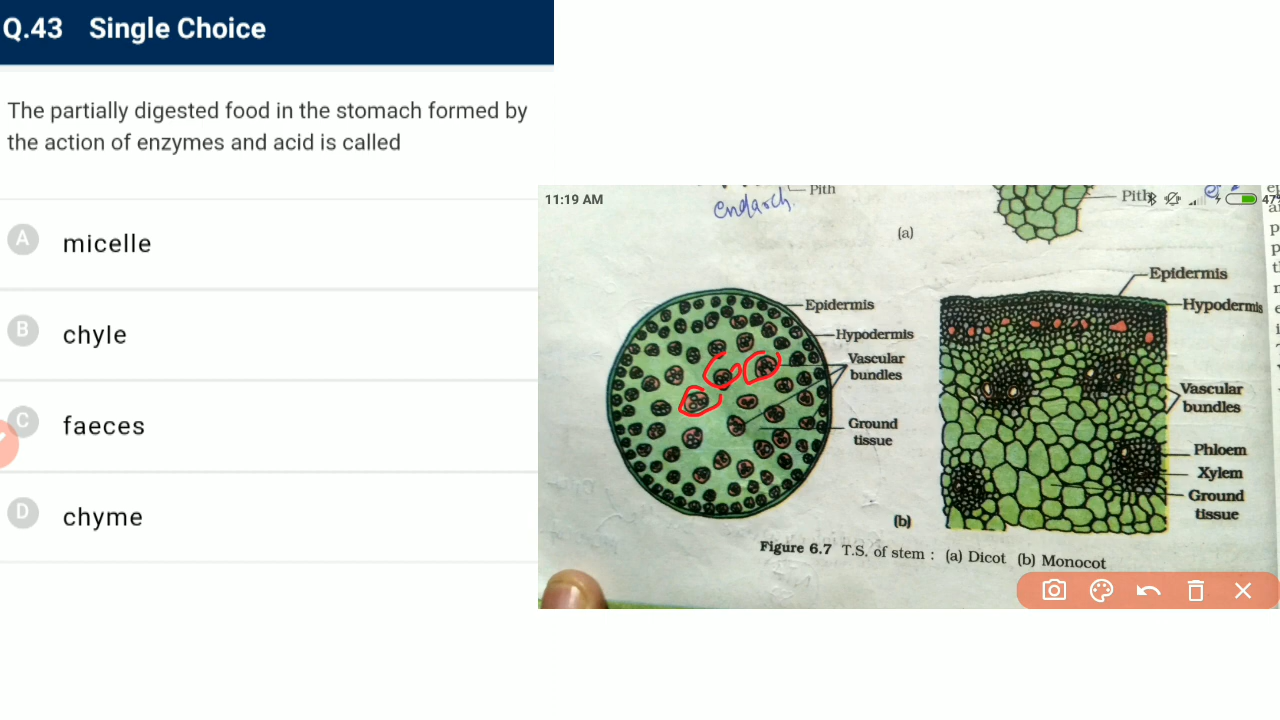 Q.43 Single Choice
The partially digested food in the stomach formed by
the action of enzymes and acid is called
A micelle
B chyle
C faeces
D chyme
11:19 AM
47%
Pith
endarch.
Pith
(a)
Epidermis
Hypodermis
Vascular
bundles
Ground
tissue
(b)
Epidermis
Hypodermis
Vascular
bundles
Phloem
Xylem
Ground
tissue
Figure 6.7 T.S. of stem : (a) Dicot (b) Monocot